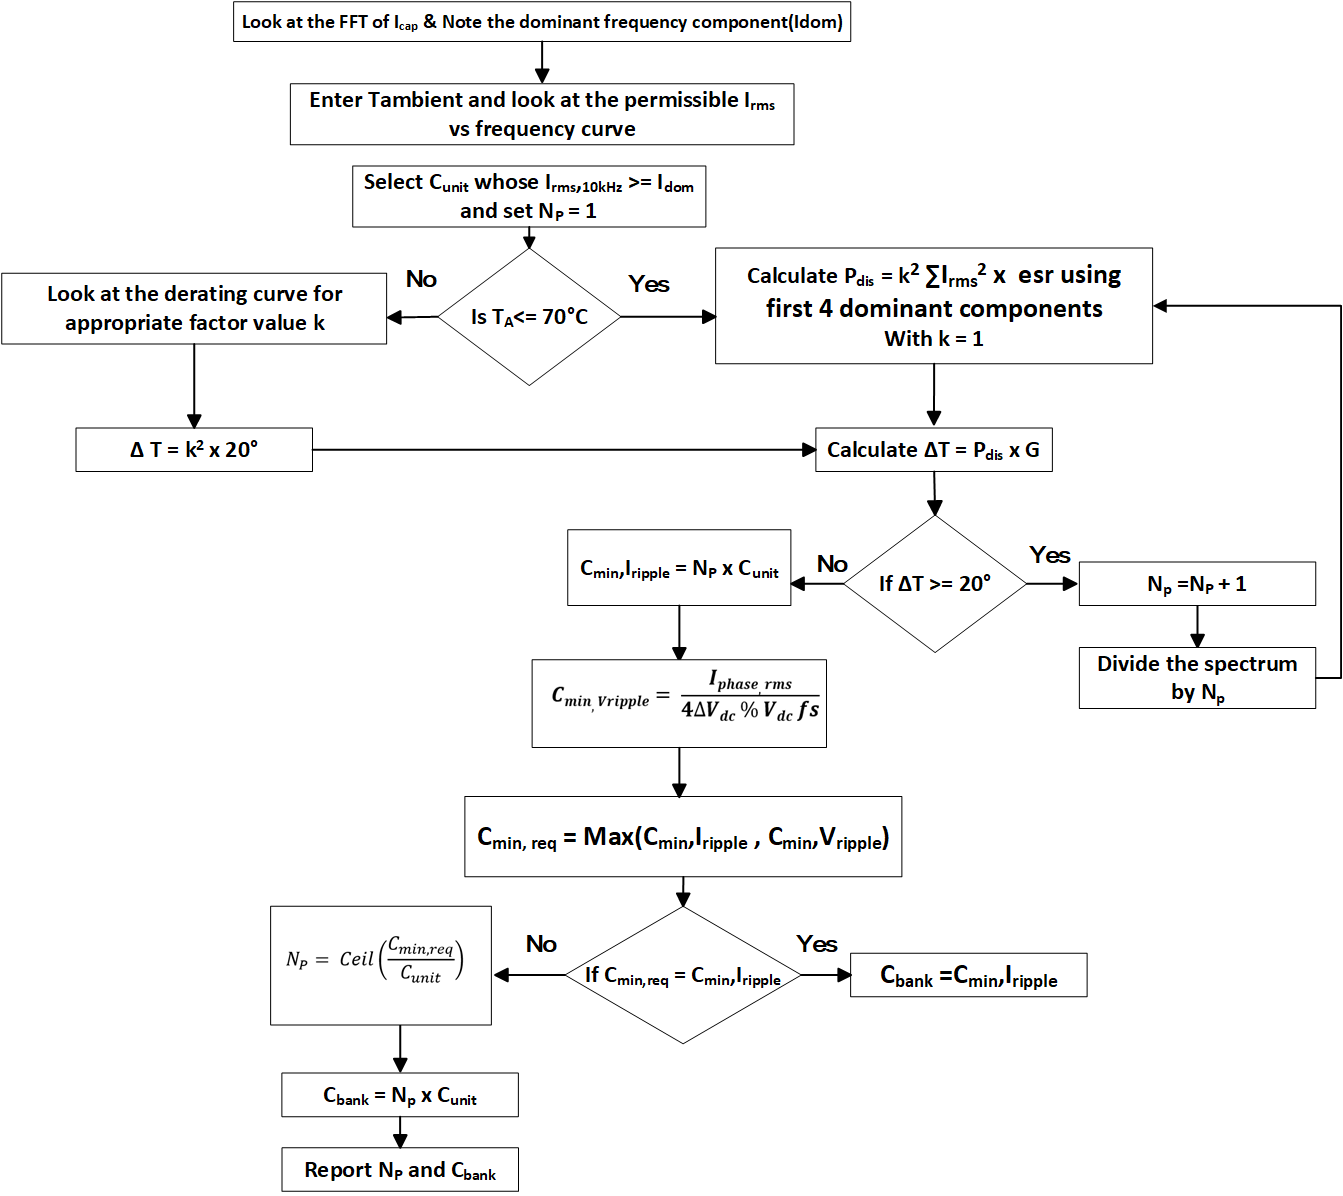 Look at the FFT of Icap & Note the dominant frequency component(Idom)
Enter Tambient and look at the permissible Irms
vs frequency curve
Select Cunit whose Irms,10kHz >= Idom
and set NP = 1
Is TA<= 70°C
No
Yes
Look at the derating curve for
appropriate factor value k
Calculate Pdis = k² ∑Irms² x esr using
first 4 dominant components
With k = 1
Δ T = k² x 20°
Calculate ΔT = Pdis x G
If ΔT >= 20°
No
Yes
Cmin,Iripple = NP x Cunit
Np =NP + 1
Divide the spectrum
by Np
Cmin,Vripple = Iphase,rms / 4ΔVdc % Vdc fs
Cmin, req = Max(Cmin,Iripple , Cmin,Vripple)
If Cmin,req = Cmin,Iripple
No
Yes
NP = Ceil(Cmin,req / Cunit)
Cbank =Cmin,Iripple
Cbank = Np x Cunit
Report NP and Cbank